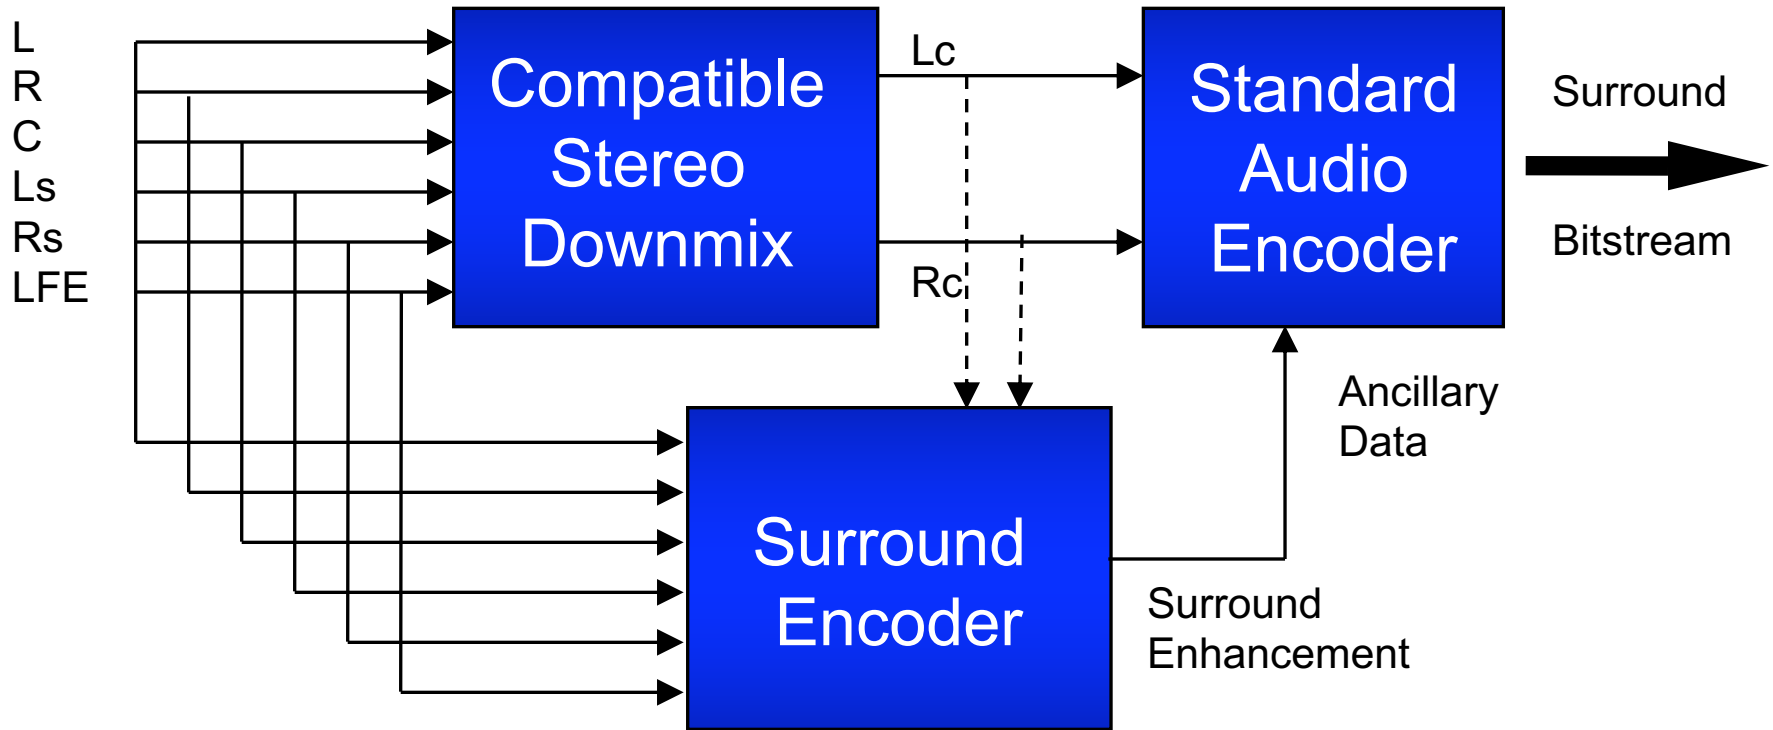 L
R
C
Ls
Rs
LFE
Compatible
Stereo
Downmix
Lc
Rc
Standard
Audio
Encoder
Surround
Bitstream
Ancillary
Data
Surround
Encoder
Surround
Enhancement